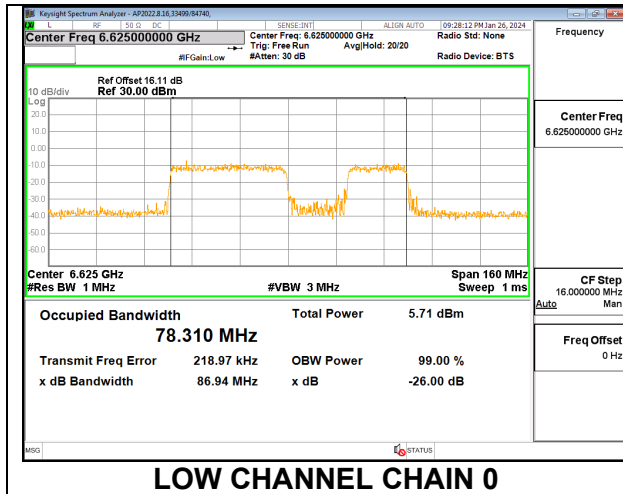 Keysight Spectrum Analyzer - AP2022.8.16,33499/84740,
L RF 50 Ω DC SENSE:INT ALIGN AUTO 09:28:12 PM Jan 26, 2024
Center Freq 6.625000000 GHz
Center Freq: 6.625000000 GHz
Radio Std: None
Trig: Free Run Avg|Hold: 20/20
#IFGain:Low #Atten: 30 dB Radio Device: BTS
Frequency
Ref Offset 16.11 dB
10 dB/div Ref 30.00 dBm
Log
20.0
10.0
0.00
-10.0
-20.0
-30.0
-40.0
-50.0
-60.0
Center 6.625 GHz Span 160 MHz
#Res BW 1 MHz #VBW 3 MHz Sweep 1 ms
Center Freq
6.625000000 GHz
CF Step
16.000000 MHz
Auto Man
Freq Offset
0 Hz
Occupied Bandwidth Total Power 5.71 dBm
78.310 MHz
Transmit Freq Error 218.97 kHz OBW Power 99.00 %
x dB Bandwidth 86.94 MHz x dB -26.00 dB
MSG STATUS
LOW CHANNEL CHAIN 0